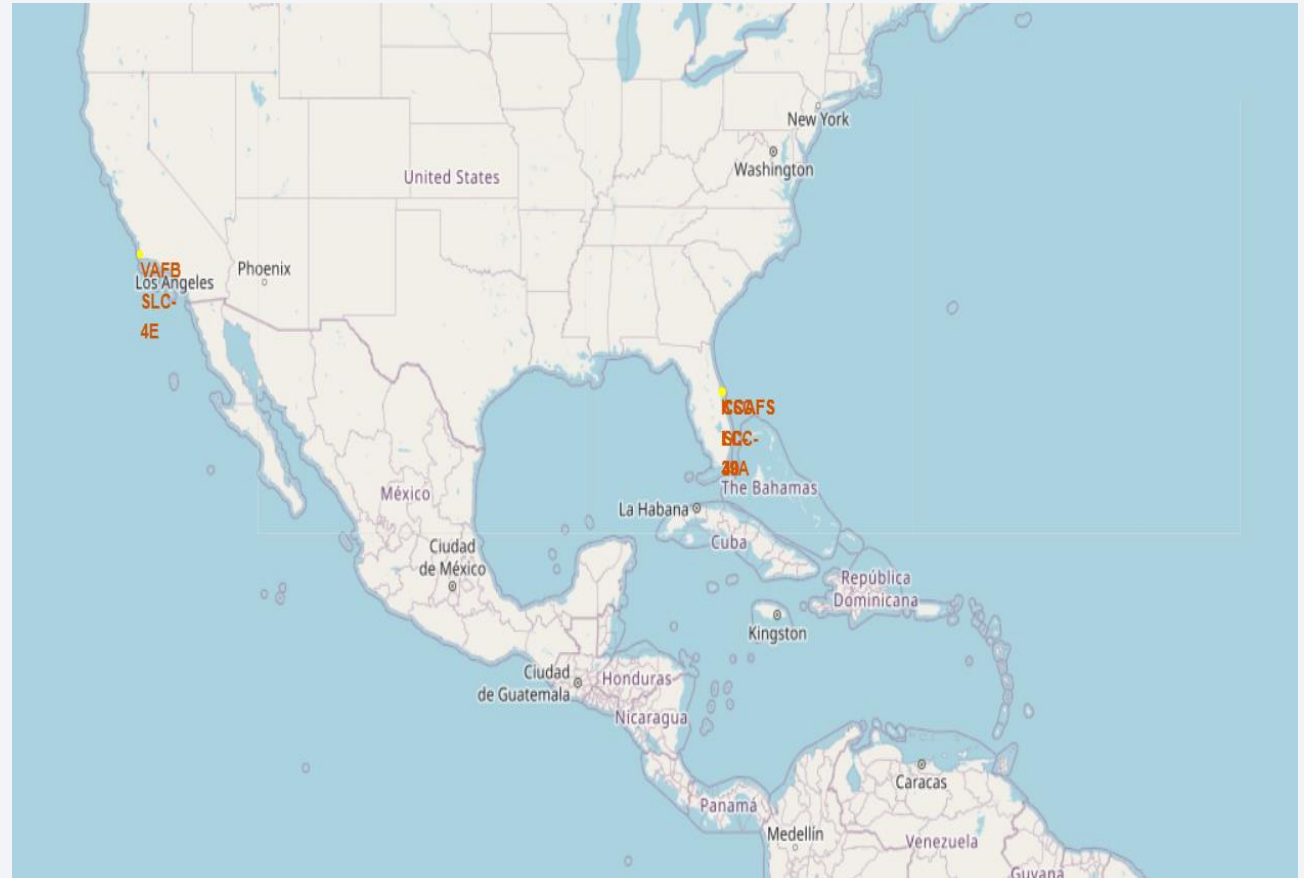 New York
Washington
United States
VAFB
Los Angeles
SLC-
4E
Phoenix
The Bahamas
La Habana
México
Cuba
Ciudad
de México
República
Dominicana
Kingston
Ciudad
de Guatemala
Honduras
Nicaragua
Caracas
Panamá
Medellín
Venezuela
Guyana